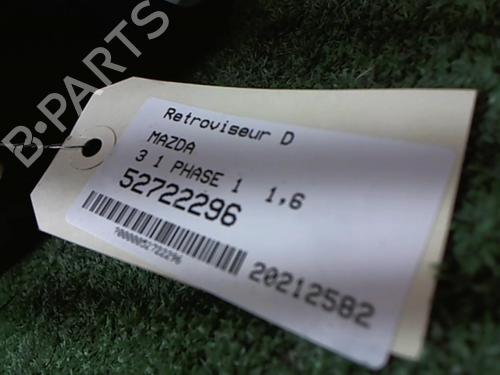 B-PARTS
Retroviseur D
MAZDA
3 1 PHASE 1 1,6
52722296
20212582